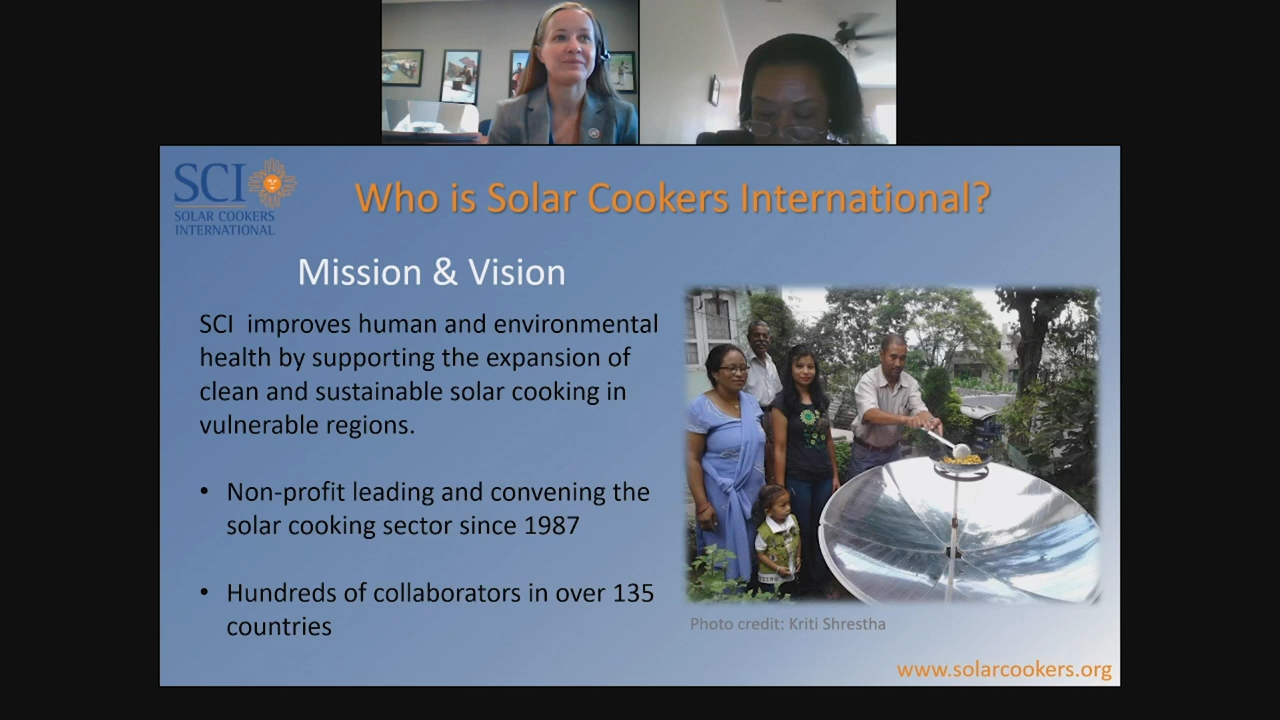 SCI
SOLAR COOKERS
INTERNATIONAL
Who is Solar Cookers International?
Mission & Vision
SCI improves human and environmental
health by supporting the expansion of
clean and sustainable solar cooking in
vulnerable regions.
• Non-profit leading and convening the
solar cooking sector since 1987
• Hundreds of collaborators in over 135
countries
Photo credit: Kriti Shrestha
www.solarcookers.org